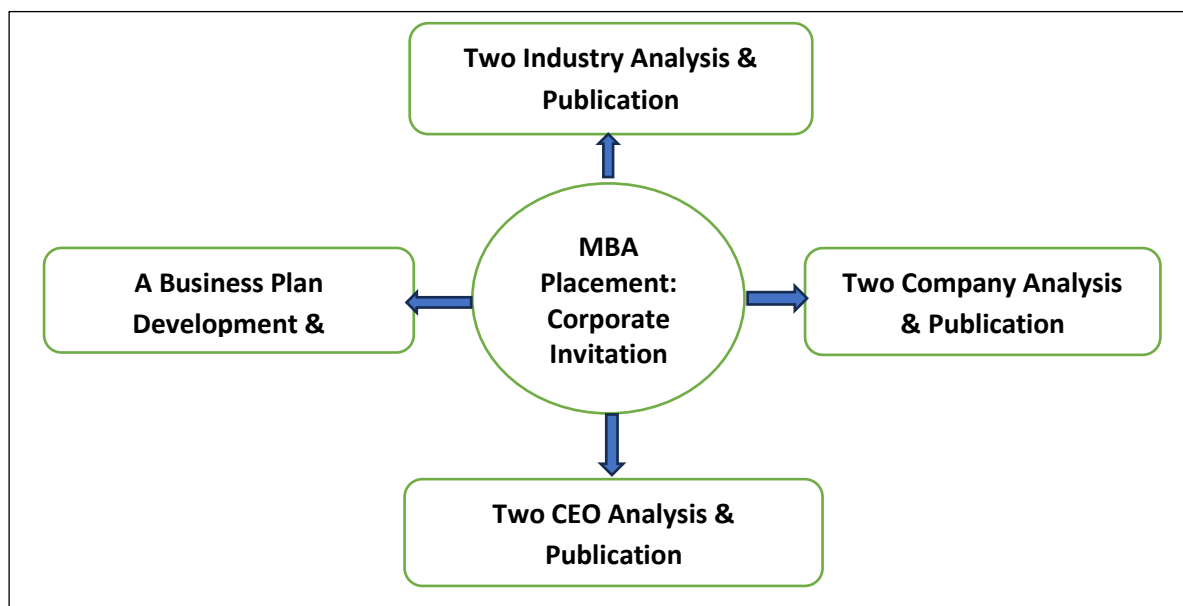 Two Industry Analysis &
Publication
MBA
Placement:
Corporate
Invitation
A Business Plan
Development &
Two Company Analysis
& Publication
Two CEO Analysis &
Publication